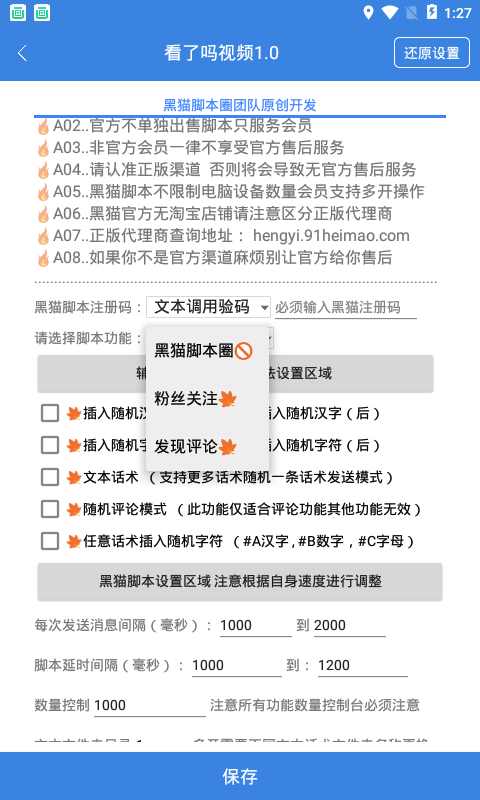 1:27
看了吗视频1.0
还原设置
黑猫脚本圈团队原创开发
🔥A02..官方不单独出售脚本只服务会员
🔥A03..非官方会员一律不享受官方售后服务
🔥A04..请认准正版渠道 否则将会导致无官方售后服务
🔥A05..黑猫脚本不限制电脑设备数量会员支持多开操作
🔥A06..黑猫官方无淘宝店铺请注意区分正版代理商
🔥A07..正版代理商查询地址：hengyi.91heimao.com
🔥A08..如果你不是官方渠道麻烦别让官方给你售后
黑猫脚本注册码： 文本调用验码 必须输入黑猫注册码
请选择脚本功能：
黑猫脚本圈🚫
粉丝关注🍁
发现评论🍁
设置区域
🍁插入随机 插入随机汉字（后）
🍁插入随机字 插入随机字符（后）
🍁文本话术 （支持更多话术随机一条话术发送模式）
🍁随机评论模式 （此功能仅适合评论功能其他功能无效）
🍁任意话术插入随机字符 （#A汉字,#B数字，#C字母）
黑猫脚本设置区域 注意根据自身速度进行调整
每次发送消息间隔（毫秒）： 1000 到 2000
脚本延时间隔（毫秒）： 1000 到： 1200
数量控制 1000 注意所有功能数量控制台必须注意
保存